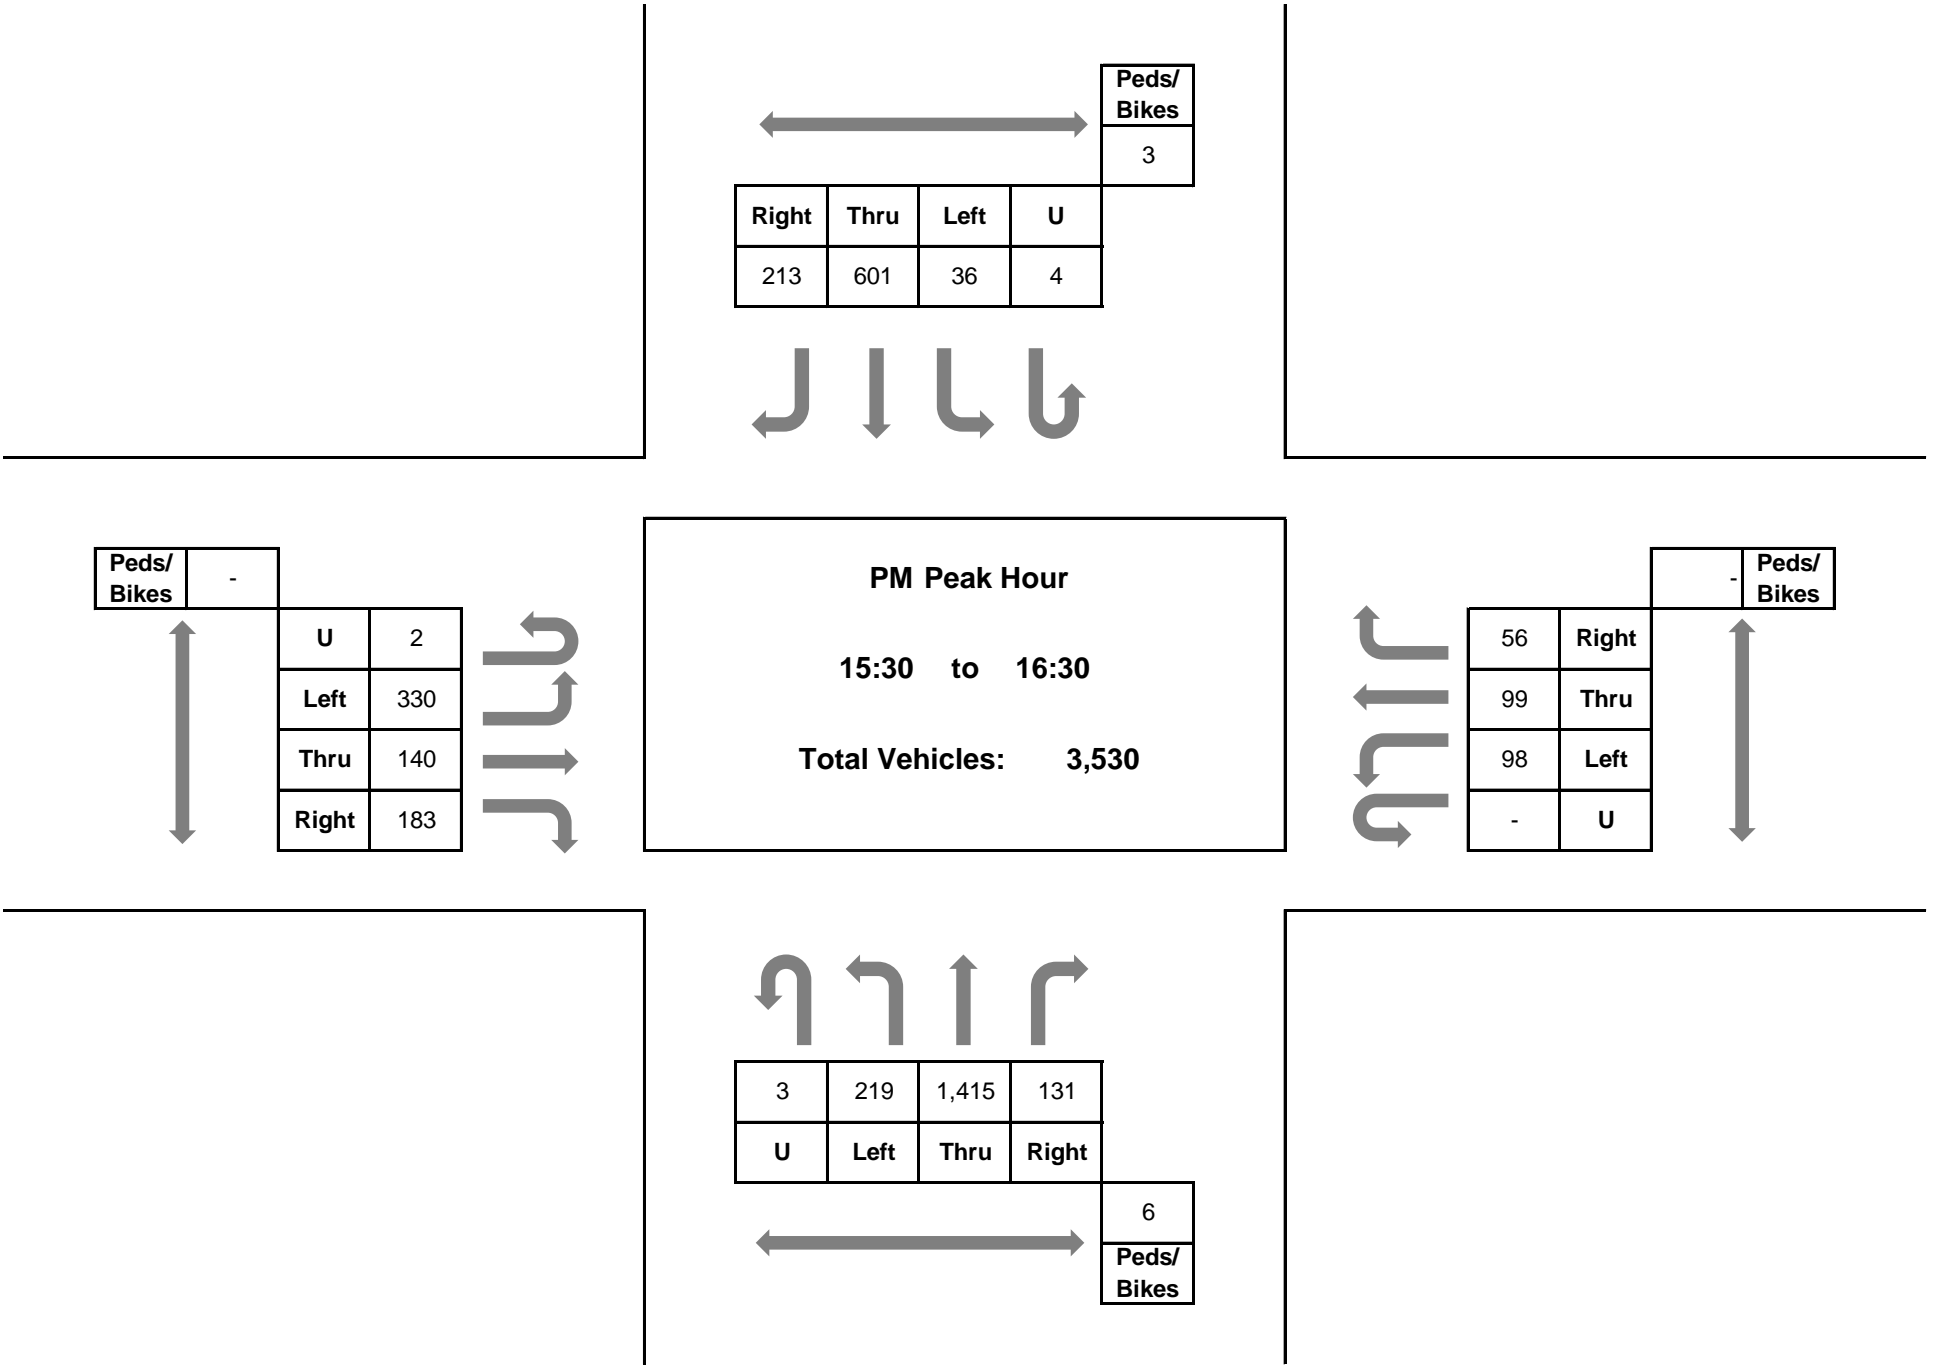 Peds/
Bikes
3
Right Thru Left U
213 601 36 4
Peds/
Bikes
-
U 2
Left 330
Thru 140
Right 183
PM Peak Hour
15:30 to 16:30
Total Vehicles: 3,530
-
Peds/
Bikes
56 Right
99 Thru
98 Left
- U
3 219 1,415 131
U Left Thru Right
6
Peds/
Bikes